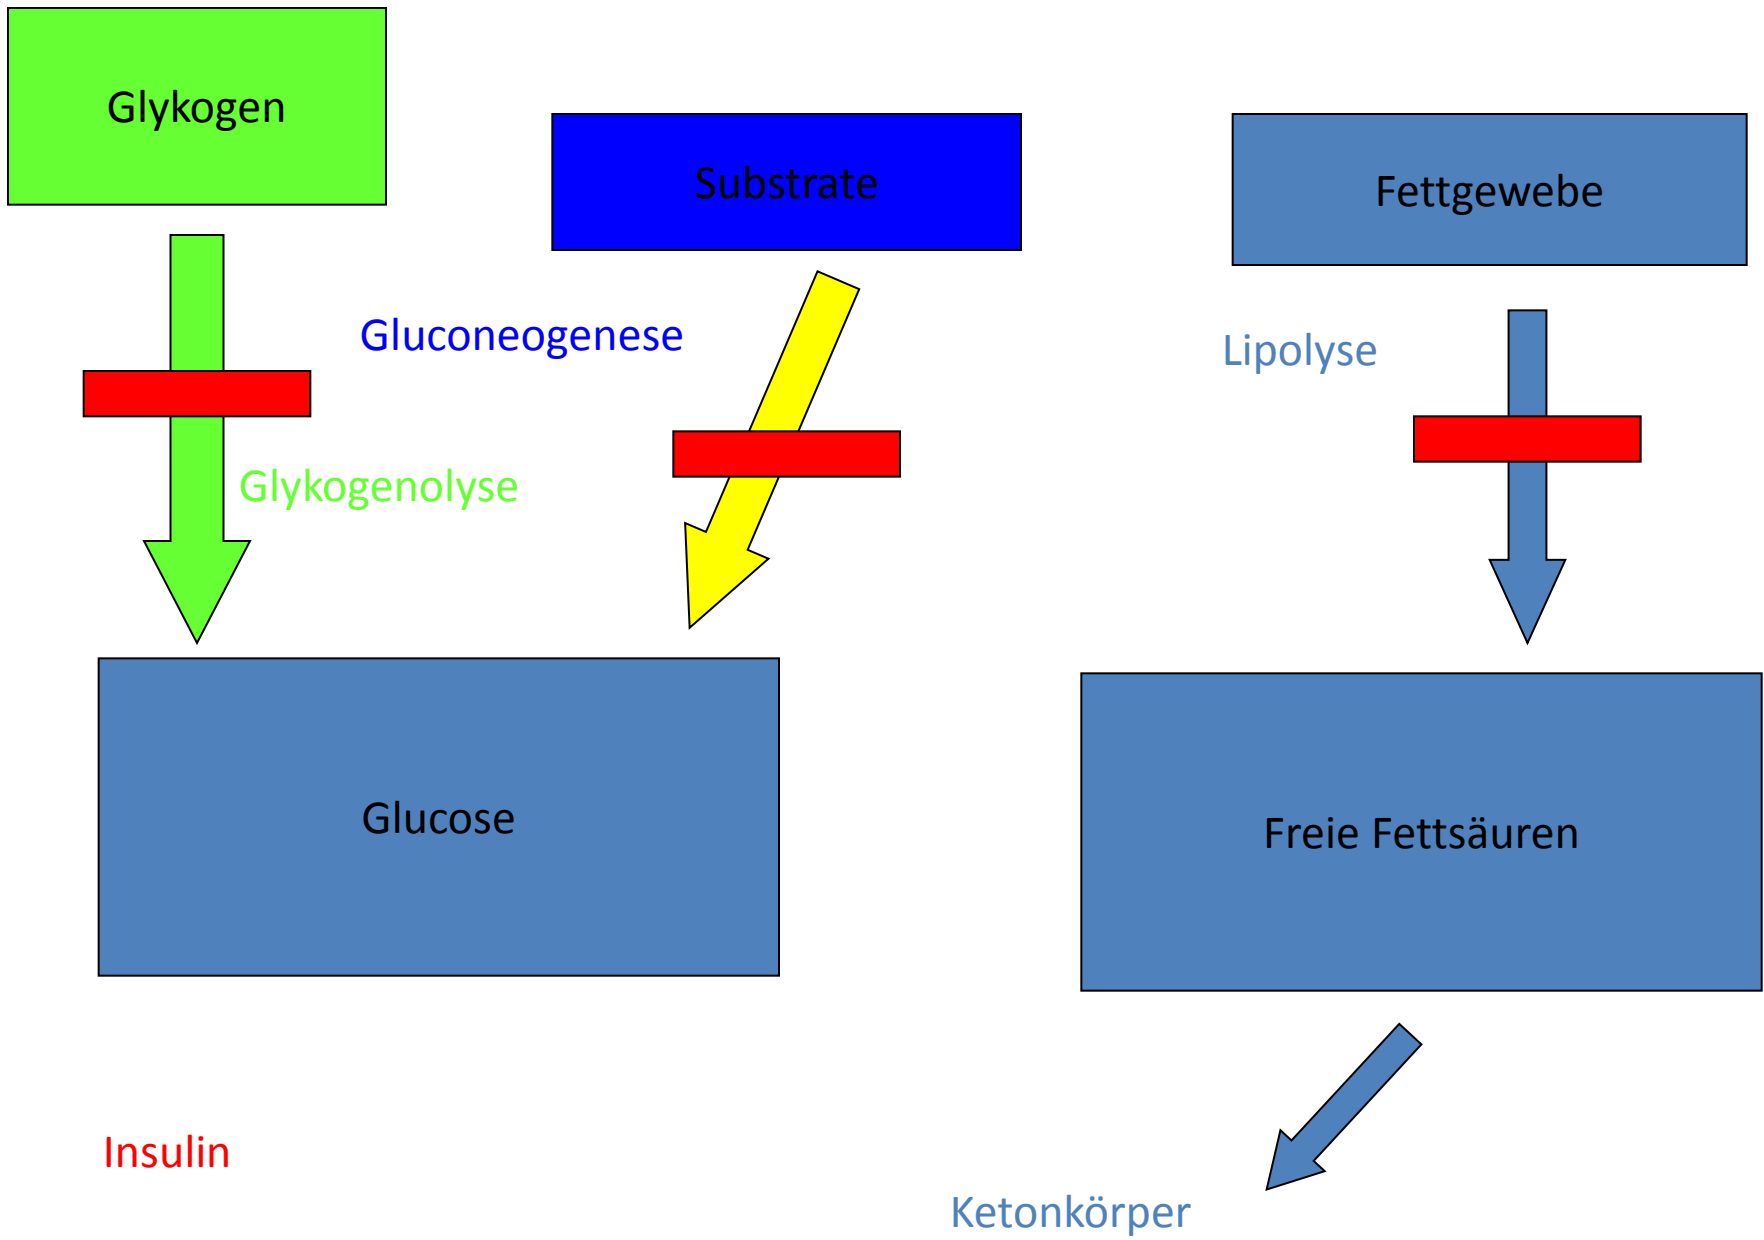 Glykogen
Substrate
Fettgewebe
Gluconeogenese
Lipolyse
Glykogenolyse
Glucose
Freie Fettsäuren
Insulin
Ketonkörper